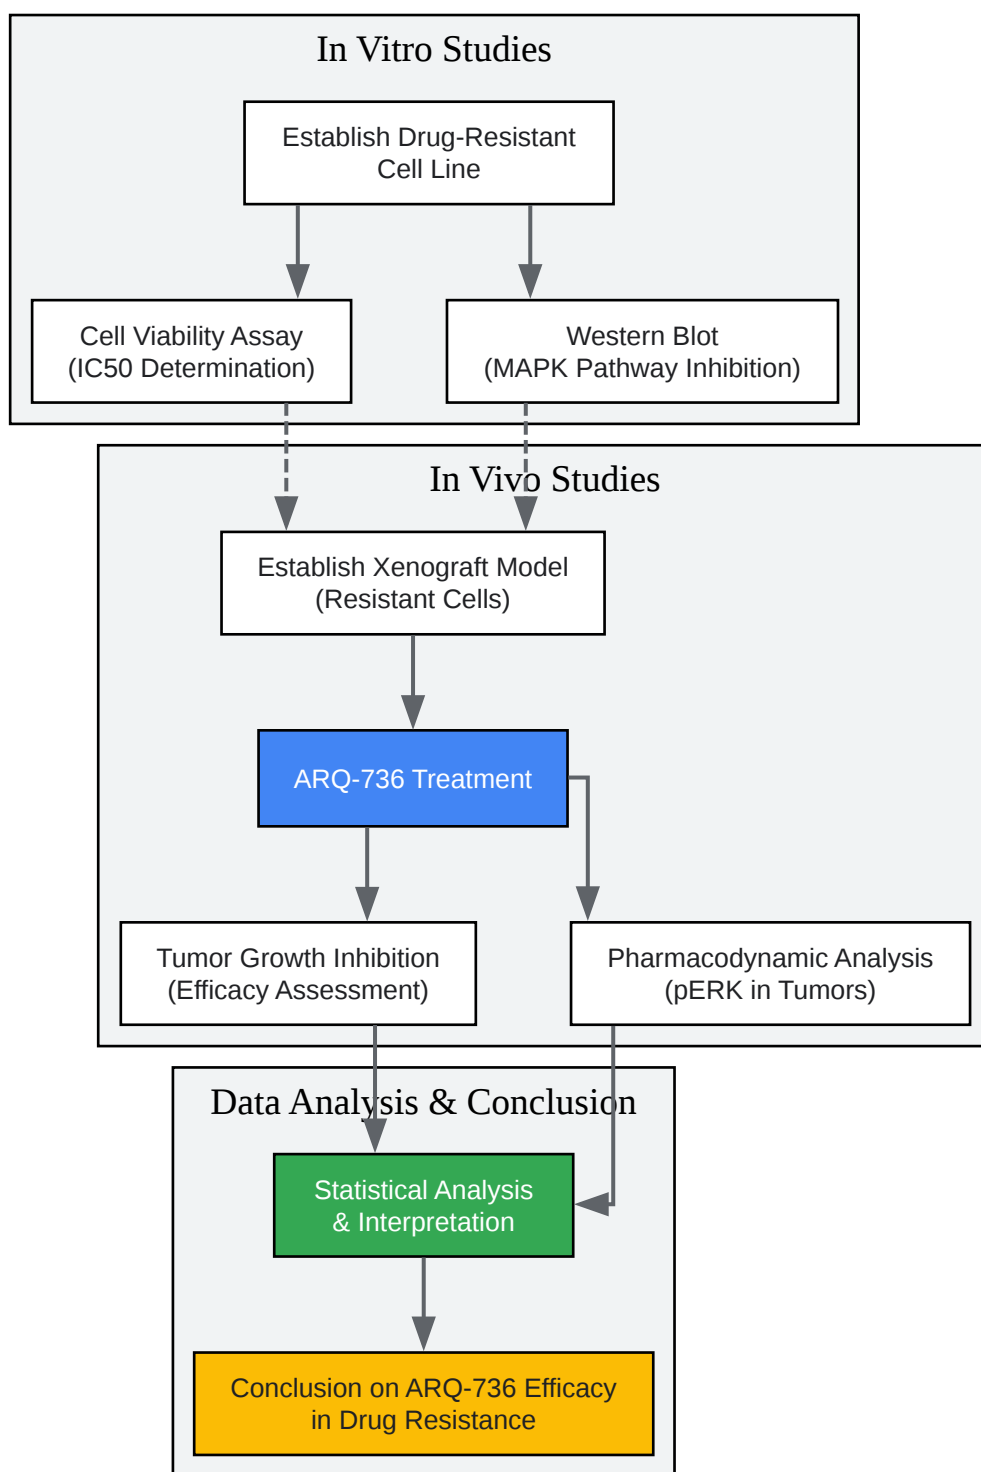 In Vitro Studies
Establish Drug-Resistant
Cell Line
Cell Viability Assay
(IC50 Determination)
Western Blot
(MAPK Pathway Inhibition)
In Vivo Studies
Establish Xenograft Model
(Resistant Cells)
ARQ-736 Treatment
Tumor Growth Inhibition
(Efficacy Assessment)
Pharmacodynamic Analysis
(pERK in Tumors)
Data Analysis & Conclusion
Statistical Analysis
& Interpretation
Conclusion on ARQ-736 Efficacy
in Drug Resistance